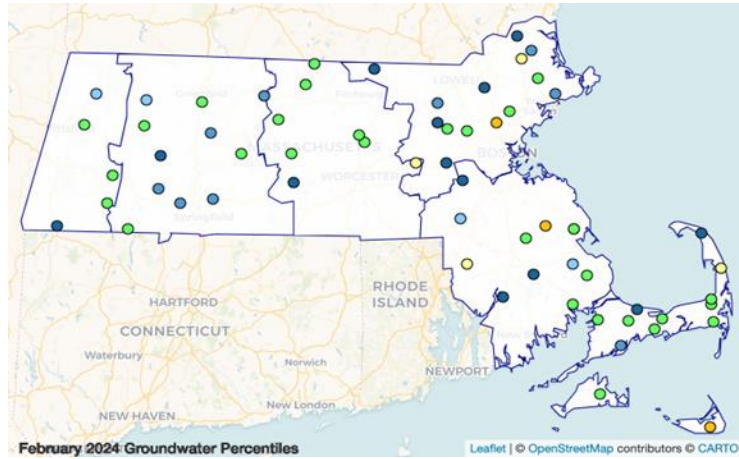 LOWELL
MASSACHUSETTS
BOSTON
WORCESTER
Springfield
RHODE
ISLAND
HARTFORD
CONNECTICUT
Waterbury
Norwich
NEWPORT
New London
NEW HAVEN
February 2024 Groundwater Percentiles
Leaflet | © OpenStreetMap contributors © CARTO